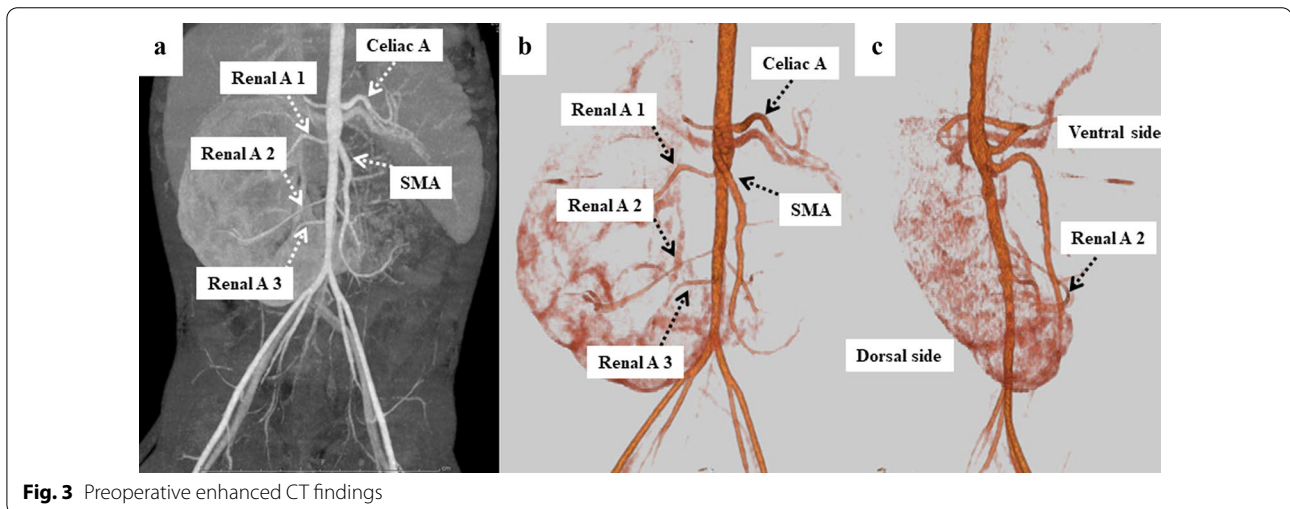 a
Celiac A
Renal A 1
Renal A 2
SMA
Renal A 3
b
Celiac A
Renal A 1
Renal A 2
SMA
Renal A 3
c
Ventral side
Renal A 2
Dorsal side
Fig. 3 Preoperative enhanced CT findings